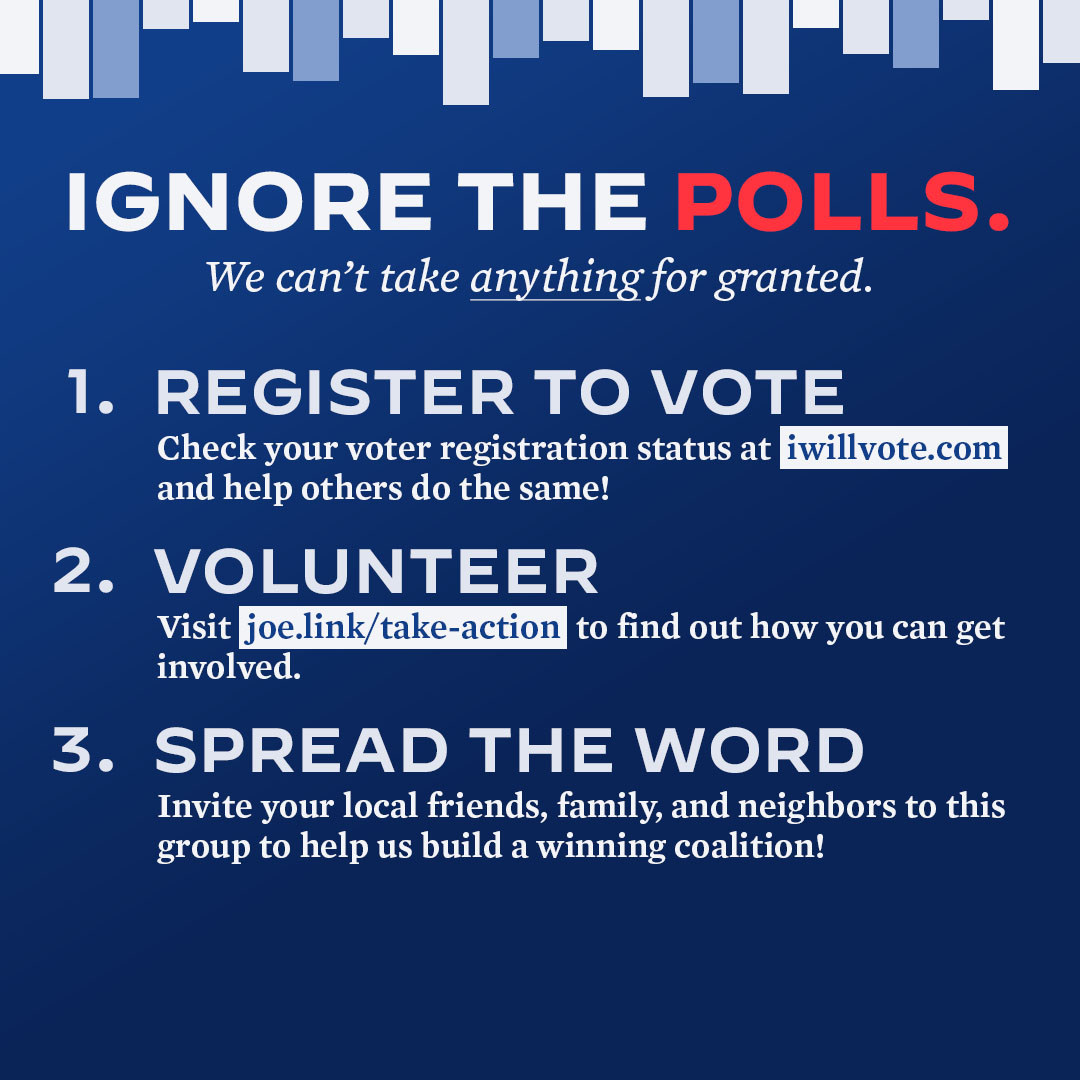 IGNORE THE POLLS.
We can’t take anything for granted.
1. REGISTER TO VOTE
Check your voter registration status at iwillvote.com
and help others do the same!
2. VOLUNTEER
Visit joe.link/take-action to find out how you can get
involved.
3. SPREAD THE WORD
Invite your local friends, family, and neighbors to this
group to help us build a winning coalition!